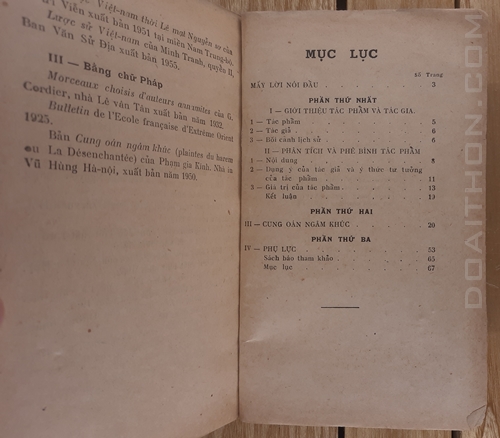 Việt-nam thời Lê mạt Nguyễn sơ của
Viên xuất bản 1951 tại miền Nam Trung-bộ.
Lược sử Việt-nam của Minh Tranh, quyển II,
Ban Văn Sử Địa xuất bản 1955.
III — Bằng chữ Pháp
Morceaux choisis d'auteurs annamites của G.
Cordier, nhà Lê văn Tân xuất bản năm 1932.
Bulletin de l'Ecole française d'Extrême Orient
1925.
Bản Cung oán ngâm khúc (plaintes du harem
ou La Désenchantée) của Phạm gia Kính. Nhà in
Vũ Hùng Hà-nội, xuất bản năm 1950.
MỤC LỤC
Số Trang
MẤY LỜI NÓI ĐẦU . . . . . . . 3
PHẦN THỨ NHẤT
I — GIỚI THIỆU TÁC PHẨM VÀ TÁC GIA.
1 — Tác phẩm . . . . . . . 5
2 — Tác giả . . . . . . . 6
3 — Bối cảnh lịch sử . . . . . . . 6
II — PHÂN TÍCH VÀ PHÊ BÌNH TÁC PHẨM
1 — Nội dung . . . . . . . 8
2 — Dụng ý của tác giả và ý thức tư tưởng
của tác phẩm . . . . . . . 11
3 — Giá trị của tác phẩm . . . . . . . 13
Kết luận . . . . . . . 19
PHẦN THỨ HAI
III — CUNG OÁN NGÂM KHÚC . . . . . . . 20
PHẦN THỨ BA
IV — PHỤ LỤC . . . . . . . 53
Sách báo tham khảo . . . . . . . 65
Mục lục . . . . . . . 67
DOAITHON.COM